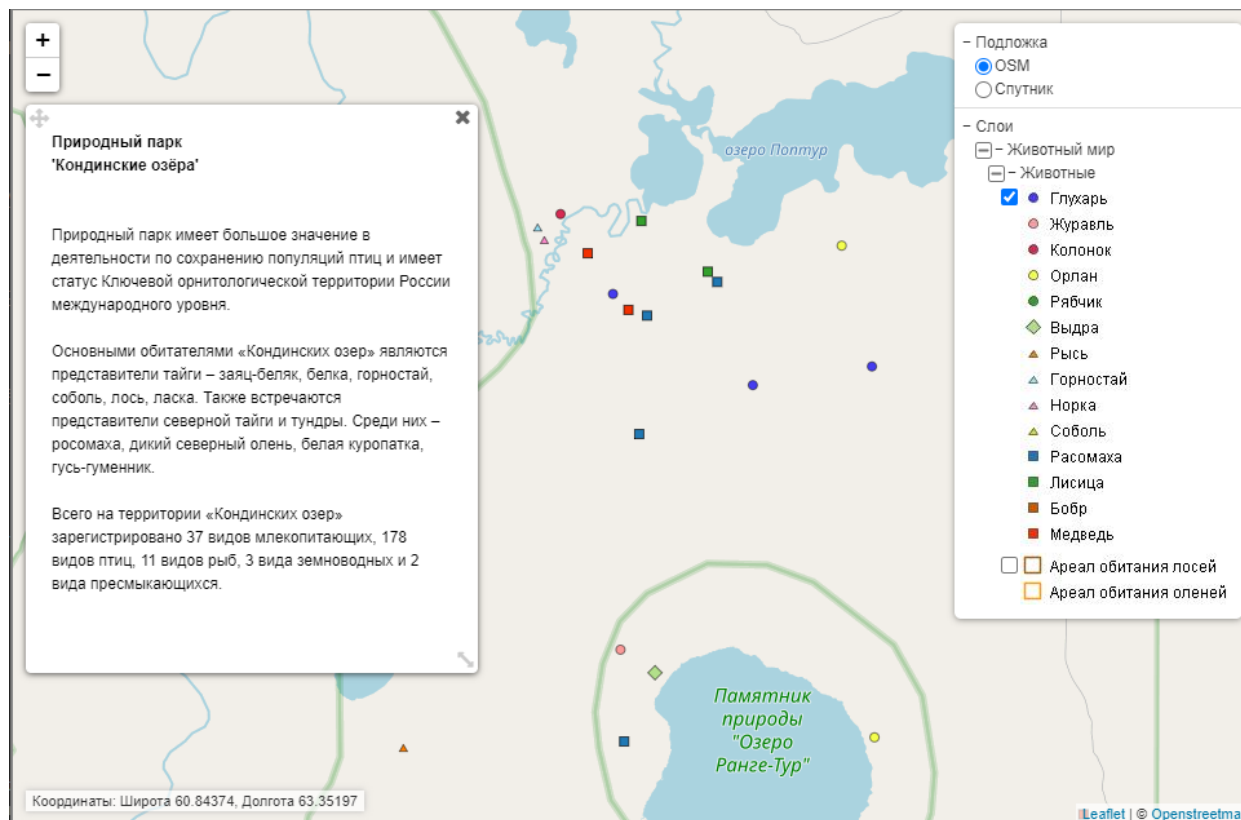 +
−
Природный парк
'Кондинские озёра'
Природный парк имеет большое значение в
деятельности по сохранению популяций птиц и имеет
статус Ключевой орнитологической территории России
международного уровня.
Основными обитателями «Кондинских озер» являются
представители тайги – заяц-беляк, белка, горностай,
соболь, лось, ласка. Также встречаются
представители северной тайги и тундры. Среди них –
росомаха, дикий северный олень, белая куропатка,
гусь-гуменник.
Всего на территории «Кондинских озер»
зарегистрировано 37 видов млекопитающих, 178
видов птиц, 11 видов рыб, 3 вида земноводных и 2
вида пресмыкающихся.
озеро Поптур
Памятник
природы
"Озеро
Ранге-Тур"
− Подложка
OSM
Спутник
− Слои
− Животный мир
− Животные
Глухарь
Журавль
Колонок
Орлан
Рябчик
Выдра
Рысь
Горностай
Норка
Соболь
Расомаха
Лисица
Бобр
Медведь
Ареал обитания лосей
Ареал обитания оленей
Координаты: Широта 60.84374, Долгота 63.35197
Leaflet | © Openstreetma